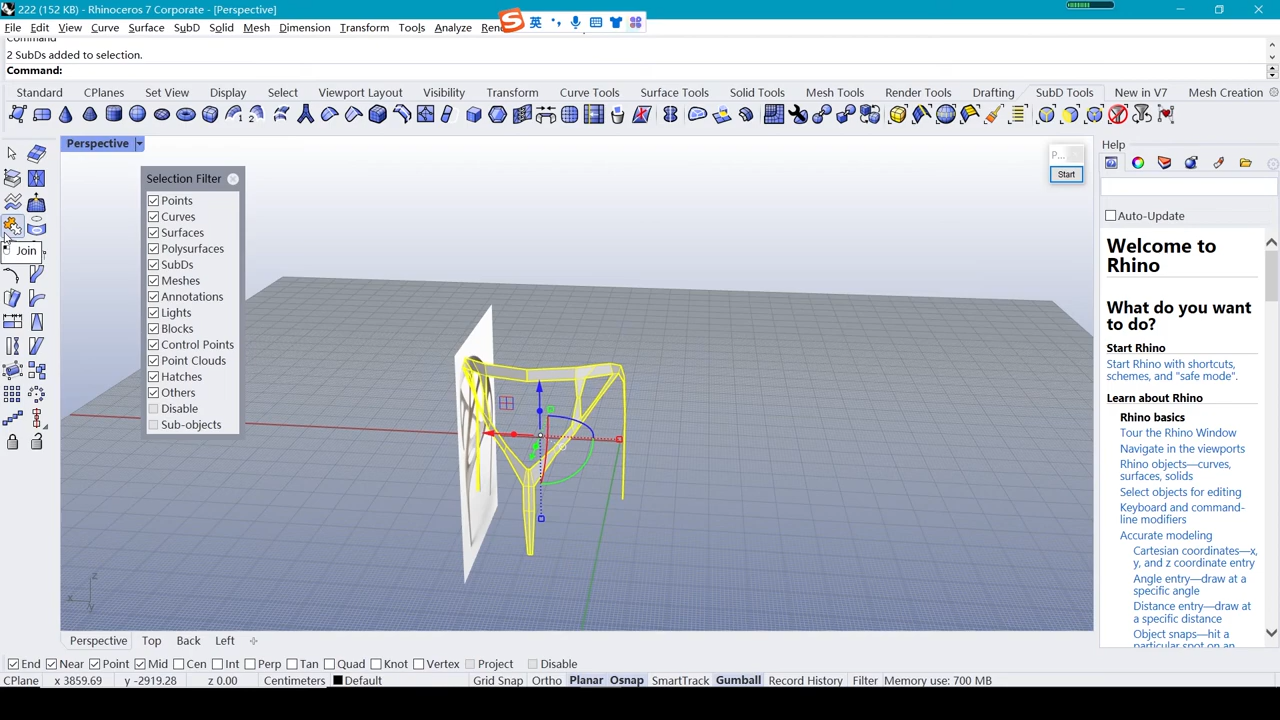 222 (152 KB) - Rhinoceros 7 Corporate - [Perspective]
英
File Edit View Curve Surface SubD Solid Mesh Dimension Transform Tools Analyze
2 SubDs added to selection.
Command:
Standard CPlanes Set View Display Select Viewport Layout Visibility Transform Curve Tools Surface Tools Solid Tools Mesh Tools Render Tools Drafting SubD Tools New in V7 Mesh Creation
Perspective
Selection Filter
Points
Curves
Surfaces
Polysurfaces
SubDs
Meshes
Annotations
Lights
Blocks
Control Points
Point Clouds
Hatches
Others
Disable
Sub-objects
Join
P...
Start
Help
Auto-Update
Welcome to
Rhino
What do you want
to do?
Start Rhino
Start Rhino with shortcuts,
schemes, and "safe mode".
Learn about Rhino
Rhino basics
Tour the Rhino Window
Navigate in the viewports
Rhino objects—curves,
surfaces, solids
Select objects for editing
Keyboard and command-
line modifiers
Accurate modeling
Cartesian coordinates—x,
y, and z coordinate entry
Angle entry—draw at a
specific angle
Distance entry—draw at
a specific distance
Object snaps—hit a
z
x
y
Perspective Top Back Left
End Near Point Mid Cen Int Perp Tan Quad Knot Vertex Project Disable
CPlane x 3859.69 y -2919.28 z 0.00 Centimeters Default Grid Snap Ortho Planar Osnap SmartTrack Gumball Record History Filter Memory use: 700 MB